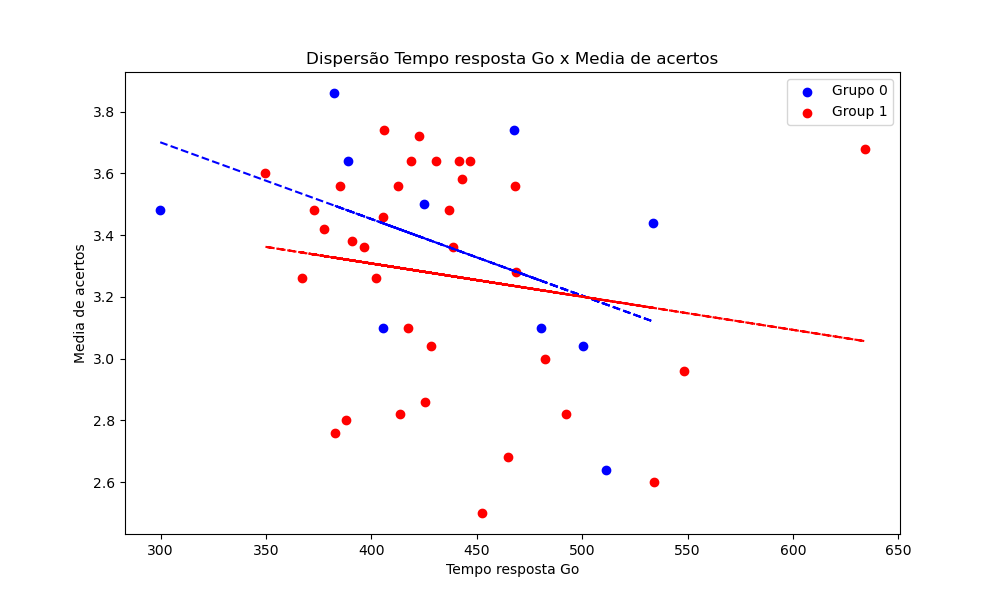 Dispersão Tempo resposta Go x Media de acertos
Grupo 0
Group 1
Media de acertos
3.8
3.6
3.4
3.2
3.0
2.8
2.6
300 350 400 450 500 550 600 650
Tempo resposta Go